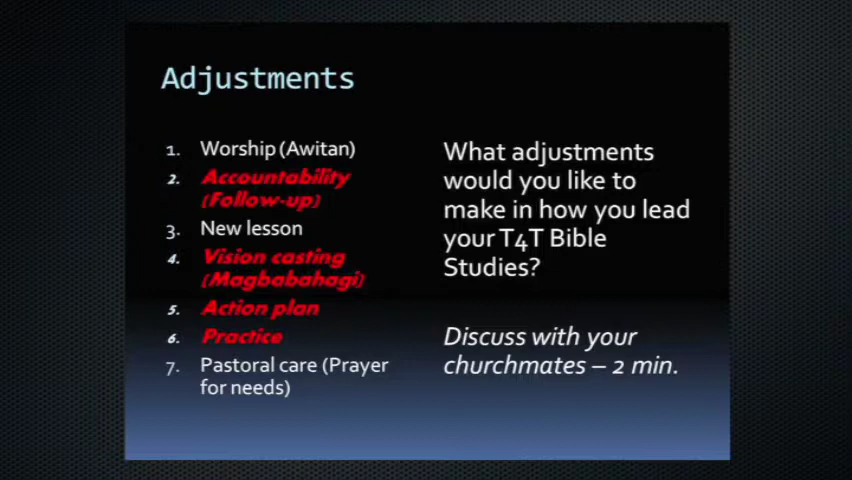 Adjustments
1. Worship (Awitan)
2. Accountability
(Follow-up)
3. New lesson
4. Vision casting
(Magbabahagi)
5. Action plan
6. Practice
7. Pastoral care (Prayer
for needs)
What adjustments
would you like to
make in how you lead
your T4T Bible
Studies?
Discuss with your
churchmates – 2 min.